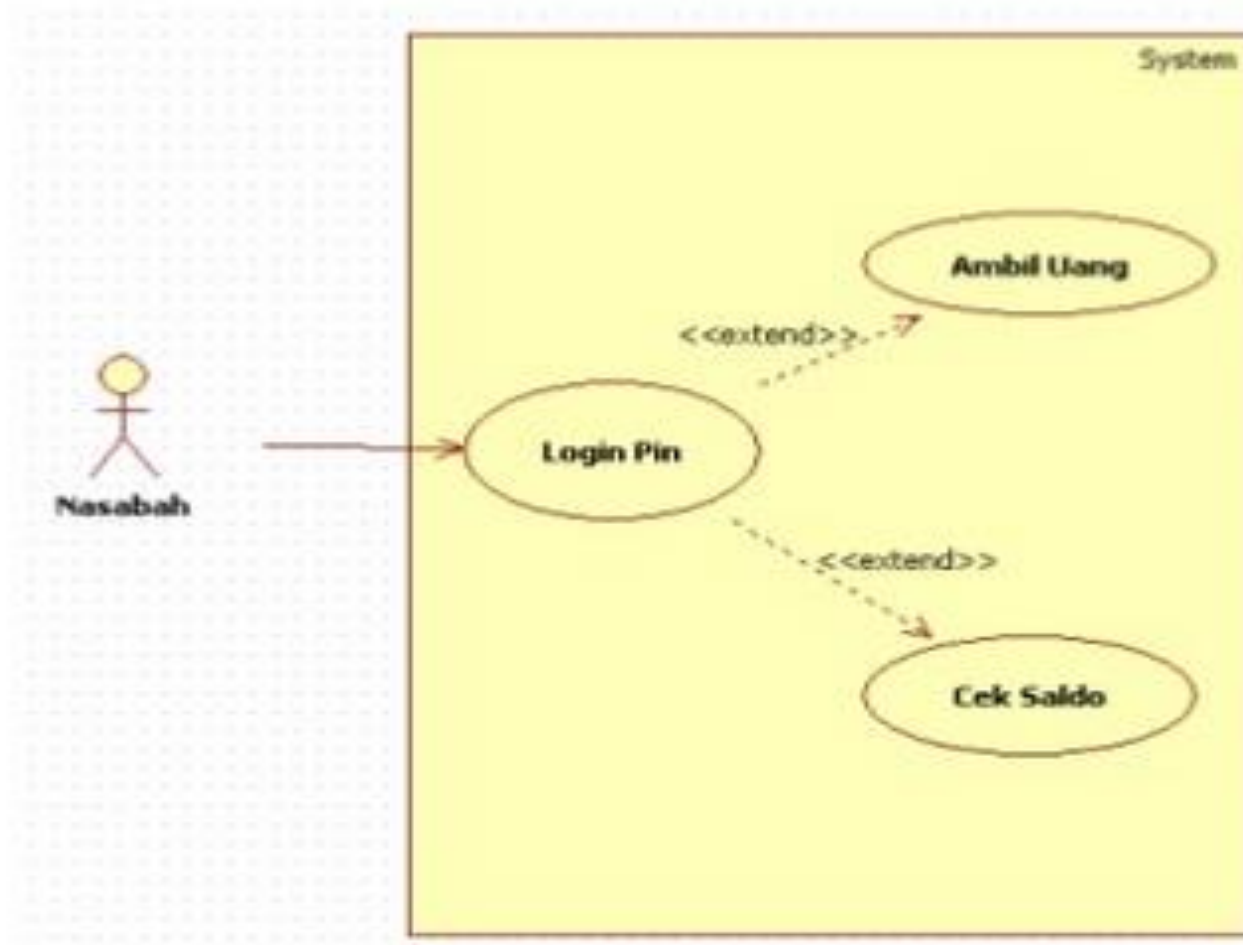 System
Ambil Uang
<<extend>>
Login Pin
Nasabah
<<extend>>
Cek Saldo